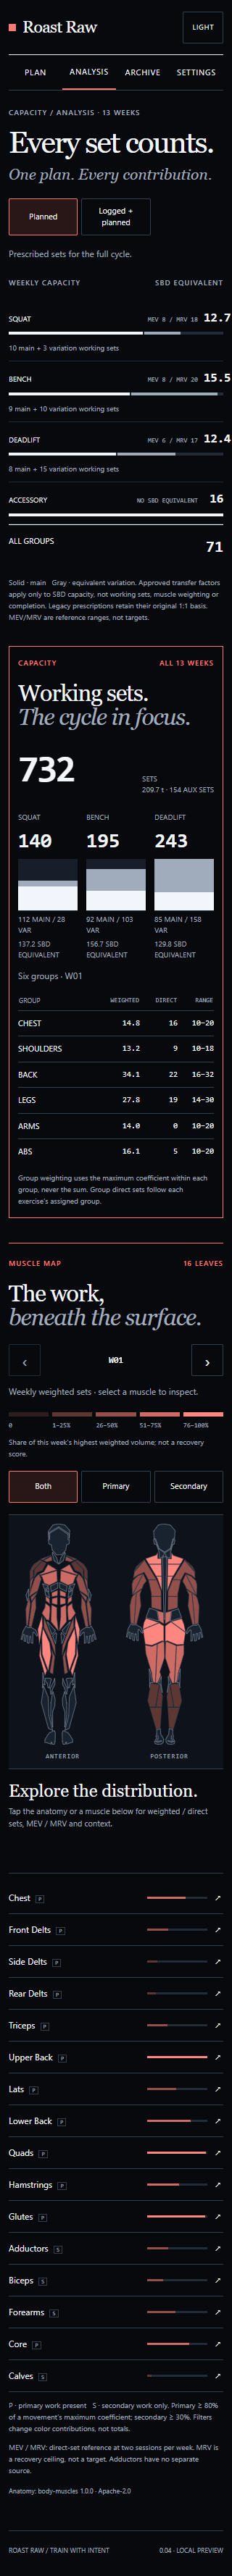 Roast Raw
LIGHT
PLAN ANALYSIS ARCHIVE SETTINGS
CAPACITY / ANALYSIS · 13 WEEKS
Every set counts.
One plan. Every contribution.
Planned
Logged +
planned
Prescribed sets for the full cycle.
WEEKLY CAPACITY SBD EQUIVALENT
SQUAT MEV 8 / MRV 18 12.7
10 main + 3 variation working sets
BENCH MEV 8 / MRV 20 15.5
9 main + 10 variation working sets
DEADLIFT MEV 6 / MRV 17 12.4
8 main + 15 variation working sets
ACCESSORY NO SBD EQUIVALENT 16
ALL GROUPS 71
Solid · main Gray · equivalent variation. Approved transfer factors
apply only to SBD capacity, not working sets, muscle weighting or
completion. Legacy prescriptions retain their original 1:1 basis.
MEV/MRV are reference ranges, not targets.
CAPACITY ALL 13 WEEKS
Working sets.
The cycle in focus.
732
SETS
209.7 t · 154 AUX SETS
SQUAT BENCH DEADLIFT
140 195 243
112 MAIN / 28
VAR
92 MAIN / 103
VAR
85 MAIN / 158
VAR
137.2 SBD
EQUIVALENT
156.7 SBD
EQUIVALENT
129.8 SBD
EQUIVALENT
Six groups · W01
GROUP WEIGHTED DIRECT RANGE
CHEST 14.8 16 10–20
SHOULDERS 13.2 9 10–18
BACK 34.1 22 16–32
LEGS 27.8 19 14–30
ARMS 14.0 0 10–20
ABS 16.1 5 10–20
Group weighting uses the maximum coefficient within each
group, never the sum. Group direct sets follow each
exercise's assigned group.
MUSCLE MAP 16 LEAVES
The work,
beneath the surface.
‹ W01 ›
Weekly weighted sets · select a muscle to inspect.
0 1–25% 26–50% 51–75% 76–100%
Share of this week's highest weighted volume; not a recovery
score.
Both Primary Secondary
ANTERIOR POSTERIOR
Explore the distribution.
Tap the anatomy or a muscle below for weighted / direct
sets, MEV / MRV and context.
Chest P ↗
Front Delts P ↗
Side Delts P ↗
Rear Delts P ↗
Triceps P ↗
Upper Back P ↗
Lats P ↗
Lower Back P ↗
Quads P ↗
Hamstrings P ↗
Glutes P ↗
Adductors S ↗
Biceps S ↗
Forearms S ↗
Core P ↗
Calves S ↗
P · primary work present S · secondary work only. Primary ≥ 80%
of a movement's maximum coefficient; secondary ≥ 30%. Filters
change color contributions, not totals.
MEV / MRV: direct-set reference at two sessions per week. MRV is
a recovery ceiling, not a target. Adductors have no separate
source.
Anatomy: body-muscles 1.0.0 · Apache-2.0
ROAST RAW / TRAIN WITH INTENT 0.04 · LOCAL PREVIEW